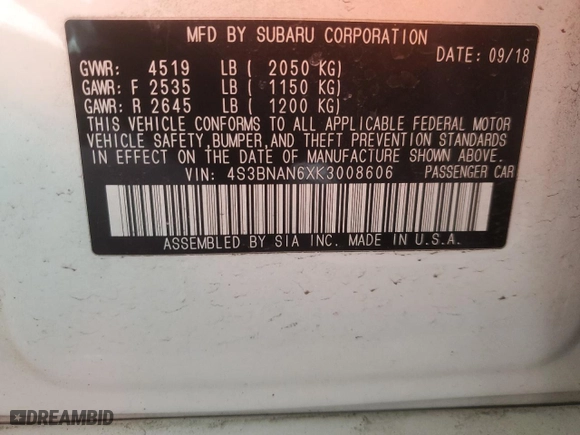 MFD BY SUBARU CORPORATION
DATE: 09/18
GVWR: 4519 LB ( 2050 KG)
GAWR: F 2535 LB ( 1150 KG)
GAWR: R 2645 LB ( 1200 KG)
THIS VEHICLE CONFORMS TO ALL APPLICABLE FEDERAL MOTOR
VEHICLE SAFETY,BUMPER,AND THEFT PREVENTION STANDARDS
IN EFFECT ON THE DATE OF MANUFACTURE SHOWN ABOVE.
VIN: 4S3BNAN6XK3008606 PASSENGER CAR
ASSEMBLED BY SIA INC. MADE IN U.S.A.
DREAMBID